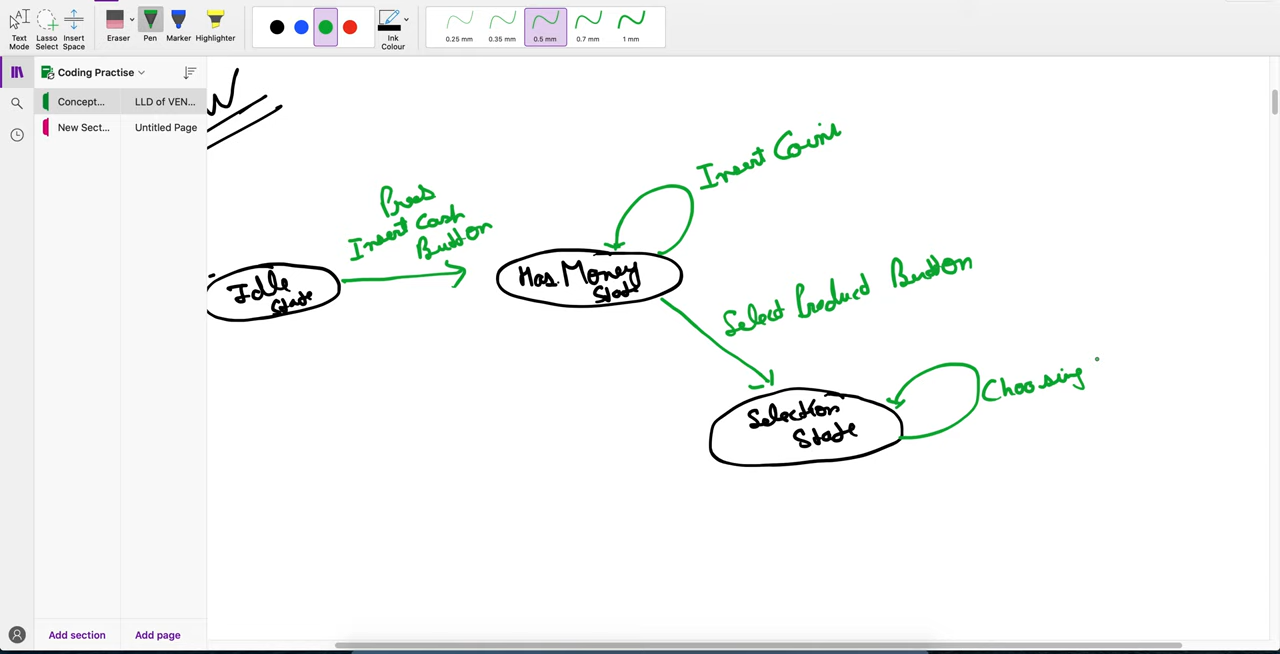 Text Mode
Lasso Select
Insert Space
Eraser
Pen
Marker
Highlighter
Ink Colour
0.25 mm
0.35 mm
0.5 mm
0.7 mm
1 mm
Coding Practise
Concept...
LLD of VEN...
New Sect...
Untitled Page
W
Insert Coins
Press
Insert Cash
Button
Idle
State
Has Money
State
Select Product Button
Choosing
Selection
State
Add section
Add page